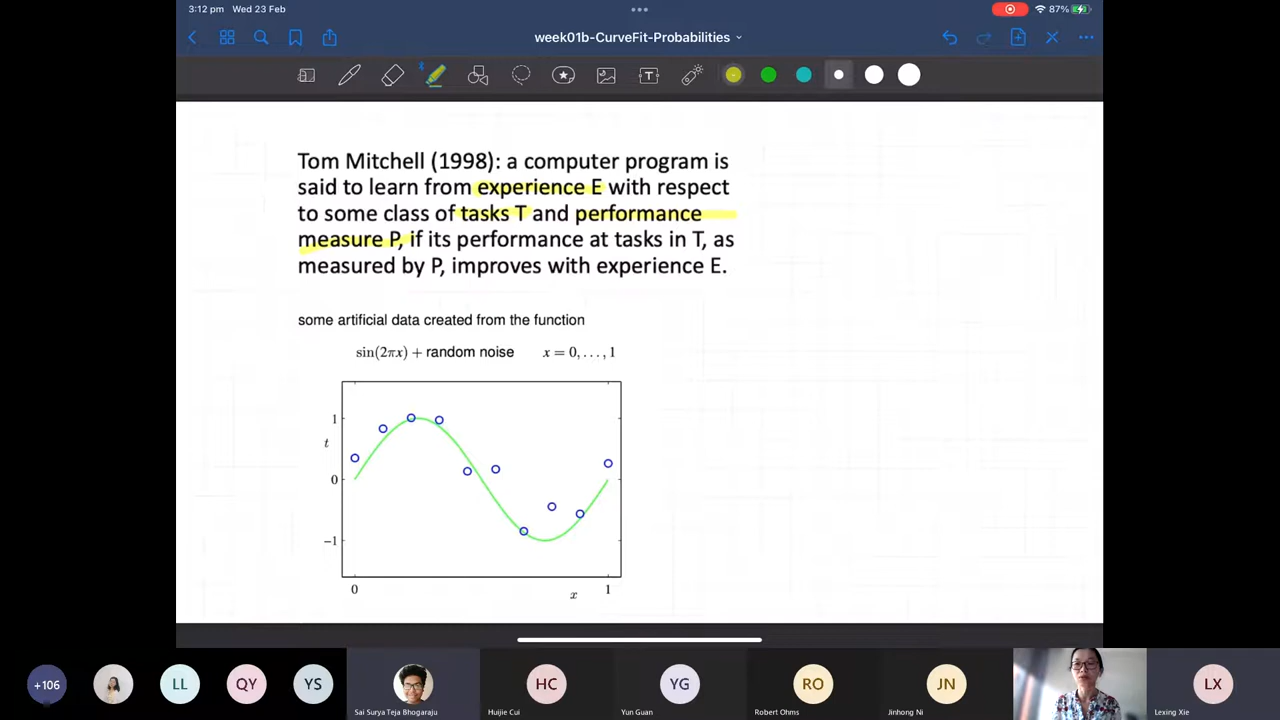 3:12 pm Wed 23 Feb
87%
week01b-CurveFit-Probabilities
T
Tom Mitchell (1998): a computer program is
said to learn from experience E with respect
to some class of tasks T and performance
measure P, if its performance at tasks in T, as
measured by P, improves with experience E.
some artificial data created from the function
sin(2πx) + random noise x = 0, . . . , 1
1
t
0
−1
0 x 1
+106 LL QY YS HC YG RO JN LX
Sai Surya Teja Bhogaraju Huijie Cui Yun Guan Robert Ohms Jinhong Ni Lexing Xie